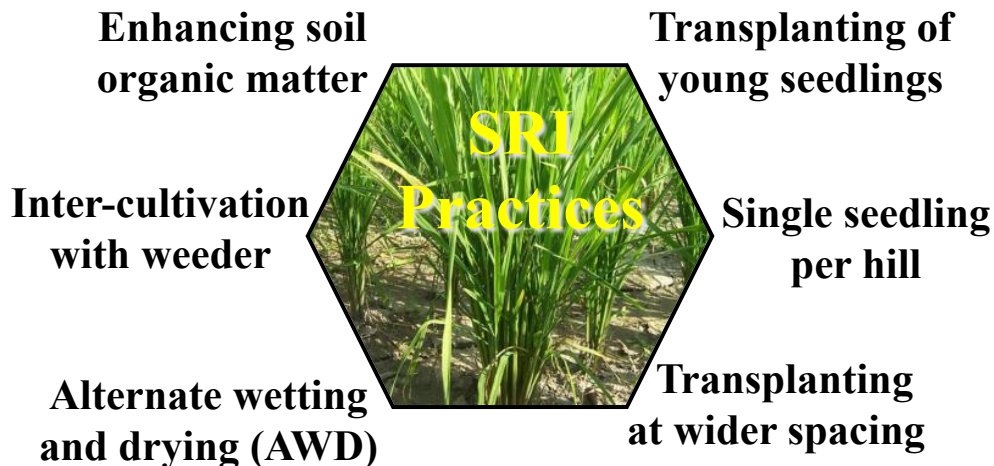 Enhancing soil
organic matter
Transplanting of
young seedlings
SRI
Practices
Inter-cultivation
with weeder
Single seedling
per hill
Alternate wetting
and drying (AWD)
Transplanting
at wider spacing